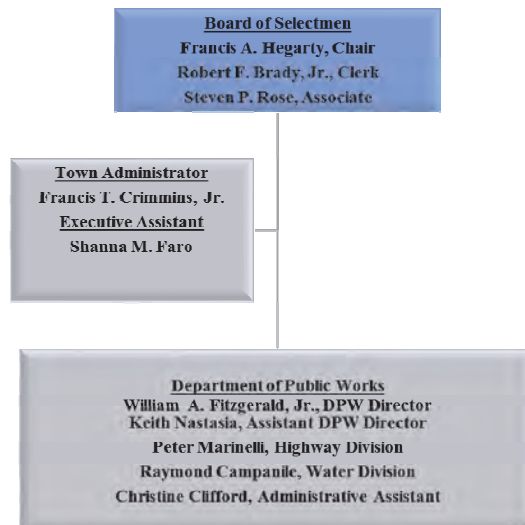 Board of Selectmen
Francis A. Hegarty, Chair
Robert F. Brady, Jr., Clerk
Steven P. Rose, Associate
Town Administrator
Francis T. Crimmins, Jr.
Executive Assistant
Shanna M. Faro
Department of Public Works
William A. Fitzgerald, Jr., DPW Director
Keith Nastasia, Assistant DPW Director
Peter Marinelli, Highway Division
Raymond Campanile, Water Division
Christine Clifford, Administrative Assistant